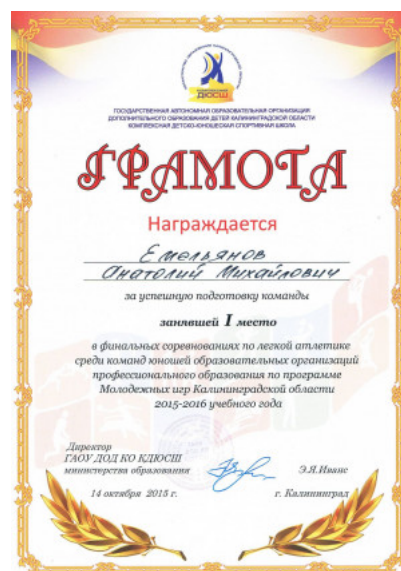 ДЮСШ
ГОСУДАРСТВЕННАЯ АВТОНОМНАЯ ОБРАЗОВАТЕЛЬНАЯ ОРГАНИЗАЦИЯ
ДОПОЛНИТЕЛЬНОГО ОБРАЗОВАНИЯ ДЕТЕЙ КАЛИНИНГРАДСКОЙ ОБЛАСТИ
КОМПЛЕКСНАЯ ДЕТСКО-ЮНОШЕСКАЯ СПОРТИВНАЯ ШКОЛА
ГРАМОТА
Награждается
Емельянов
Анатолий Михайлович
за успешную подготовку команды
занявшей I место
в финальных соревнованиях по легкой атлетике
среди команд юношей образовательных организаций
профессионального образования по программе
Молодежных игр Калининградской области
2015-2016 учебного года
Директор
ГАОУ ДОД КО КДЮСШ
министерства образования
Э.Я.Иванс
14 октября 2015 г.
г. Калининград